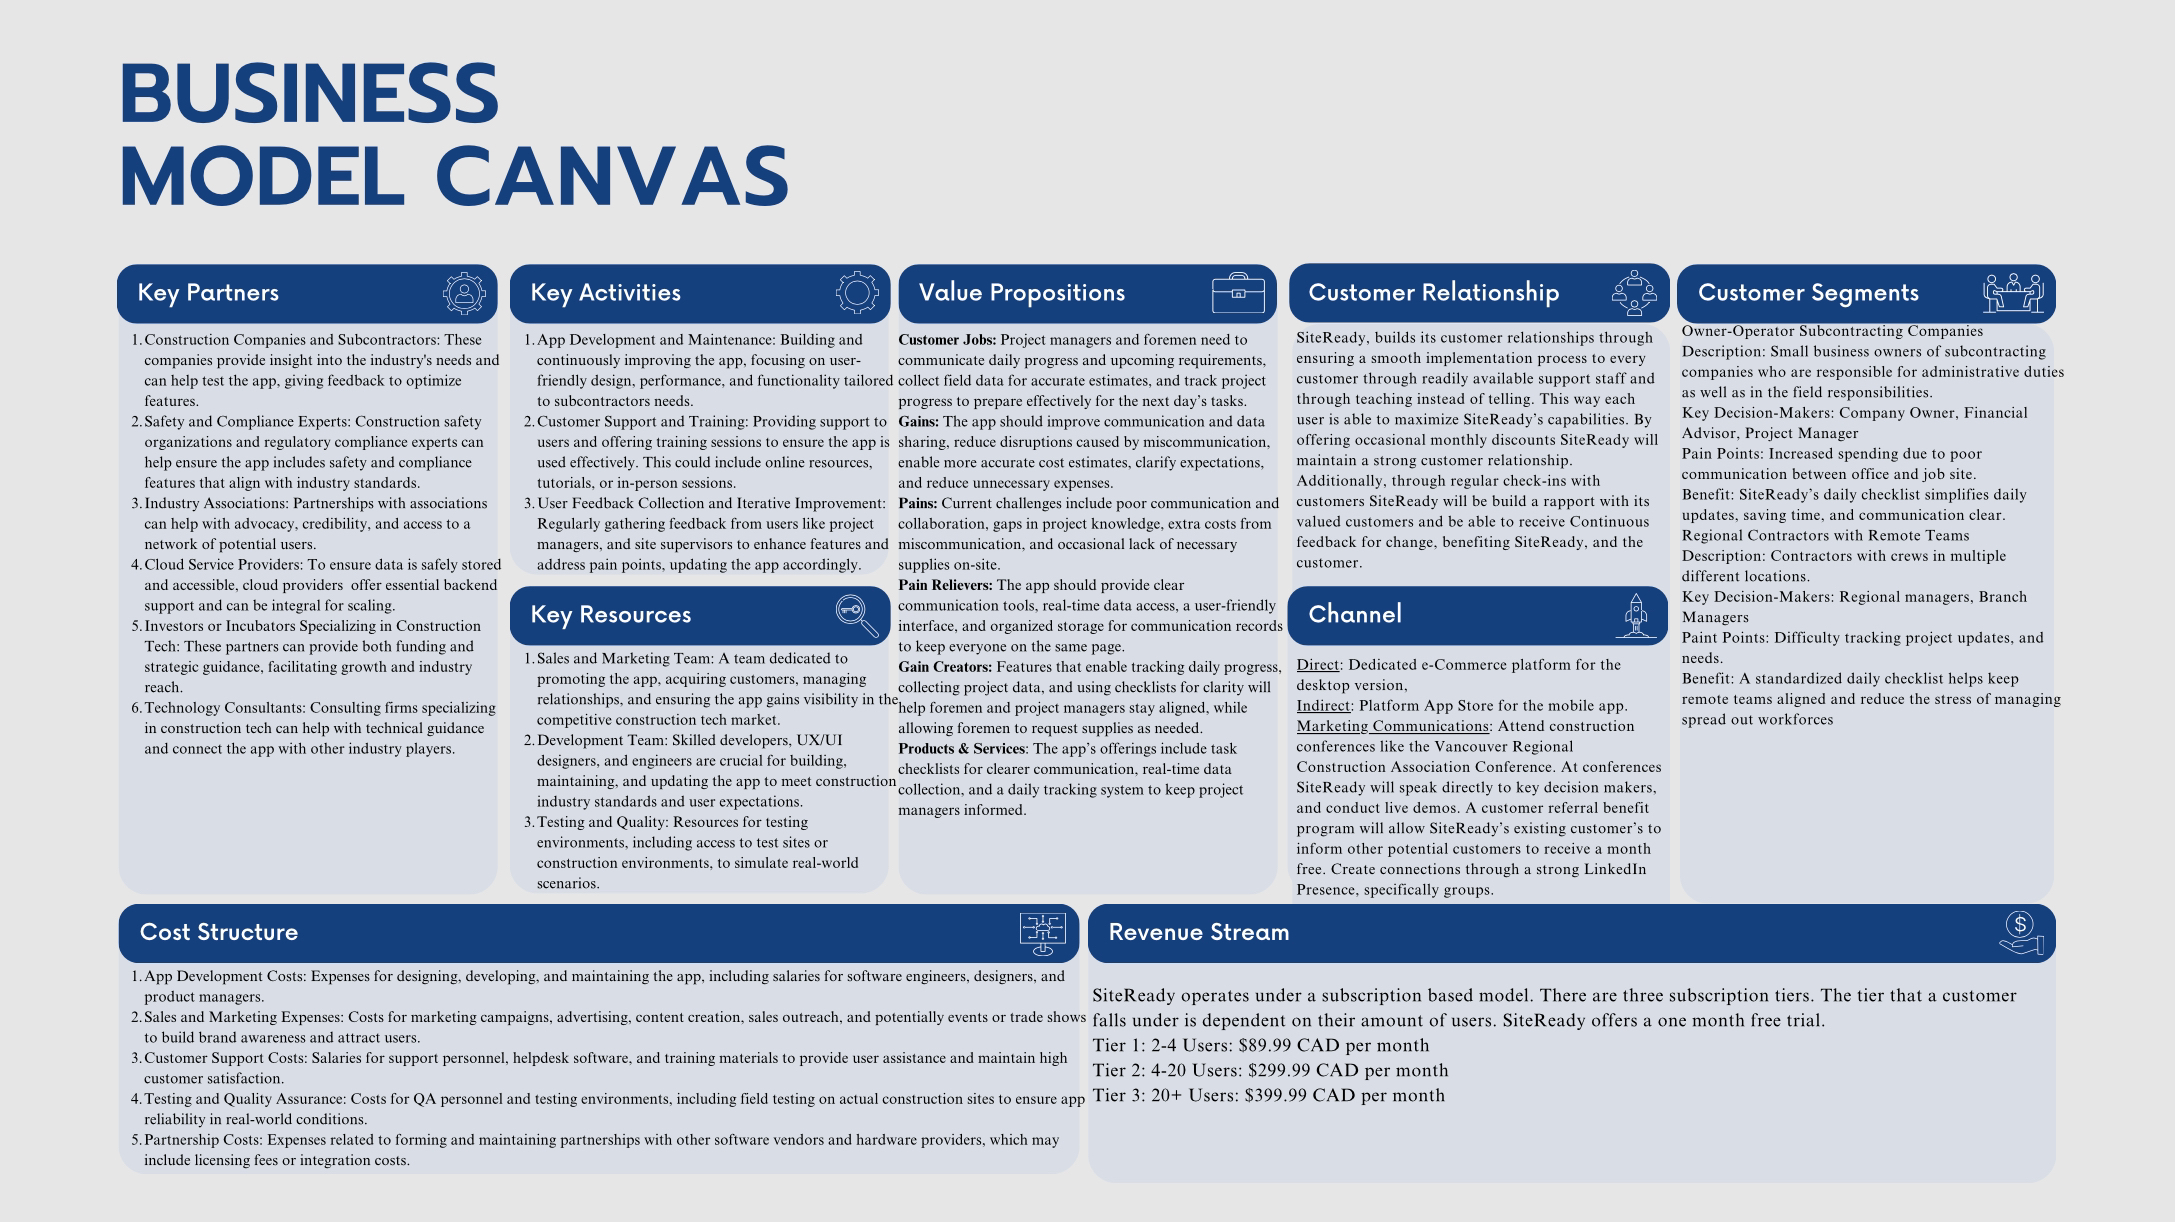 BUSINESS
MODEL CANVAS
Key Partners
1. Construction Companies and Subcontractors: These
companies provide insight into the industry's needs and
can help test the app, giving feedback to optimize
features.
2. Safety and Compliance Experts: Construction safety
organizations and regulatory compliance experts can
help ensure the app includes safety and compliance
features that align with industry standards.
3. Industry Associations: Partnerships with associations
can help with advocacy, credibility, and access to a
network of potential users.
4. Cloud Service Providers: To ensure data is safely stored
and accessible, cloud providers offer essential backend
support and can be integral for scaling.
5. Investors or Incubators Specializing in Construction
Tech: These partners can provide both funding and
strategic guidance, facilitating growth and industry
reach.
6. Technology Consultants: Consulting firms specializing
in construction tech can help with technical guidance
and connect the app with other industry players.
Key Activities
1. App Development and Maintenance: Building and
continuously improving the app, focusing on user-
friendly design, performance, and functionality tailored
to subcontractors needs.
2. Customer Support and Training: Providing support to
users and offering training sessions to ensure the app is
used effectively. This could include online resources,
tutorials, or in-person sessions.
3. User Feedback Collection and Iterative Improvement:
Regularly gathering feedback from users like project
managers, and site supervisors to enhance features and
address pain points, updating the app accordingly.
Key Resources
1. Sales and Marketing Team: A team dedicated to
promoting the app, acquiring customers, managing
relationships, and ensuring the app gains visibility in the
competitive construction tech market.
2. Development Team: Skilled developers, UX/UI
designers, and engineers are crucial for building,
maintaining, and updating the app to meet construction
industry standards and user expectations.
3. Testing and Quality: Resources for testing
environments, including access to test sites or
construction environments, to simulate real-world
scenarios.
Value Propositions
Customer Jobs: Project managers and foremen need to
communicate daily progress and upcoming requirements,
collect field data for accurate estimates, and track project
progress to prepare effectively for the next day’s tasks.
Gains: The app should improve communication and data
sharing, reduce disruptions caused by miscommunication,
enable more accurate cost estimates, clarify expectations,
and reduce unnecessary expenses.
Pains: Current challenges include poor communication and
collaboration, gaps in project knowledge, extra costs from
miscommunication, and occasional lack of necessary
supplies on-site.
Pain Relievers: The app should provide clear
communication tools, real-time data access, a user-friendly
interface, and organized storage for communication records
to keep everyone on the same page.
Gain Creators: Features that enable tracking daily progress,
collecting project data, and using checklists for clarity will
help foremen and project managers stay aligned, while
allowing foremen to request supplies as needed.
Products & Services: The app’s offerings include task
checklists for clearer communication, real-time data
collection, and a daily tracking system to keep project
managers informed.
Customer Relationship
SiteReady, builds its customer relationships through
ensuring a smooth implementation process to every
customer through readily available support staff and
through teaching instead of telling. This way each
user is able to maximize SiteReady’s capabilities. By
offering occasional monthly discounts SiteReady will
maintain a strong customer relationship.
Additionally, through regular check-ins with
customers SiteReady will be build a rapport with its
valued customers and be able to receive Continuous
feedback for change, benefiting SiteReady, and the
customer.
Channel
Direct: Dedicated e-Commerce platform for the
desktop version,
Indirect: Platform App Store for the mobile app.
Marketing Communications: Attend construction
conferences like the Vancouver Regional
Construction Association Conference. At conferences
SiteReady will speak directly to key decision makers,
and conduct live demos. A customer referral benefit
program will allow SiteReady’s existing customer’s to
inform other potential customers to receive a month
free. Create connections through a strong LinkedIn
Presence, specifically groups.
Customer Segments
Owner-Operator Subcontracting Companies
Description: Small business owners of subcontracting
companies who are responsible for administrative duties
as well as in the field responsibilities.
Key Decision-Makers: Company Owner, Financial
Advisor, Project Manager
Pain Points: Increased spending due to poor
communication between office and job site.
Benefit: SiteReady’s daily checklist simplifies daily
updates, saving time, and communication clear.
Regional Contractors with Remote Teams
Description: Contractors with crews in multiple
different locations.
Key Decision-Makers: Regional managers, Branch
Managers
Paint Points: Difficulty tracking project updates, and
needs.
Benefit: A standardized daily checklist helps keep
remote teams aligned and reduce the stress of managing
spread out workforces
Cost Structure
1. App Development Costs: Expenses for designing, developing, and maintaining the app, including salaries for software engineers, designers, and
product managers.
2. Sales and Marketing Expenses: Costs for marketing campaigns, advertising, content creation, sales outreach, and potentially events or trade shows
to build brand awareness and attract users.
3. Customer Support Costs: Salaries for support personnel, helpdesk software, and training materials to provide user assistance and maintain high
customer satisfaction.
4. Testing and Quality Assurance: Costs for QA personnel and testing environments, including field testing on actual construction sites to ensure app
reliability in real-world conditions.
5. Partnership Costs: Expenses related to forming and maintaining partnerships with other software vendors and hardware providers, which may
include licensing fees or integration costs.
Revenue Stream
SiteReady operates under a subscription based model. There are three subscription tiers. The tier that a customer
falls under is dependent on their amount of users. SiteReady offers a one month free trial.
Tier 1: 2-4 Users: $89.99 CAD per month
Tier 2: 4-20 Users: $299.99 CAD per month
Tier 3: 20+ Users: $399.99 CAD per month